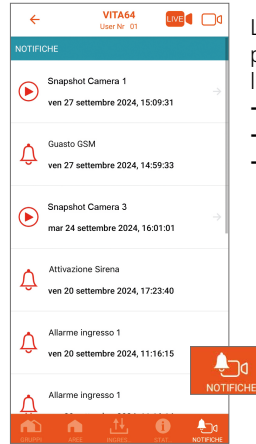 VITA64
User Nr 01
LIVE
NOTIFICHE
Snapshot Camera 1
ven 27 settembre 2024, 15:09:31
Guasto GSM
ven 27 settembre 2024, 14:59:33
Snapshot Camera 3
mar 24 settembre 2024, 16:01:01
Attivazione Sirena
ven 20 settembre 2024, 17:23:40
Allarme ingresso 1
ven 20 settembre 2024, 11:16:15
Allarme ingresso 1
GRUPPI
AREE
INGRES..
STAT
NOTIFICHE
NOTIFICHE